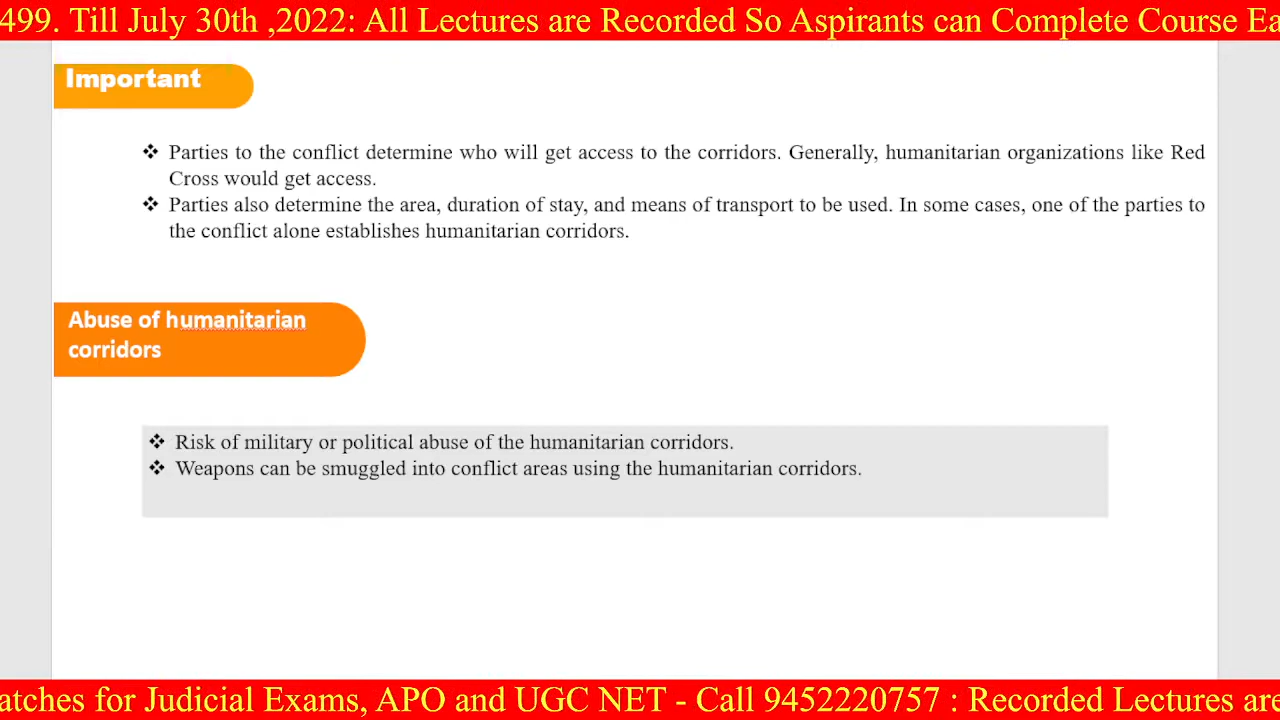 499. Till July 30th ,2022: All Lectures are Recorded So Aspirants can Complete Course Ea
Important
❖ Parties to the conflict determine who will get access to the corridors. Generally, humanitarian organizations like Red
Cross would get access.
❖ Parties also determine the area, duration of stay, and means of transport to be used. In some cases, one of the parties to
the conflict alone establishes humanitarian corridors.
Abuse of humanitarian
corridors
❖ Risk of military or political abuse of the humanitarian corridors.
❖ Weapons can be smuggled into conflict areas using the humanitarian corridors.
atches for Judicial Exams, APO and UGC NET - Call 9452220757 : Recorded Lectures are